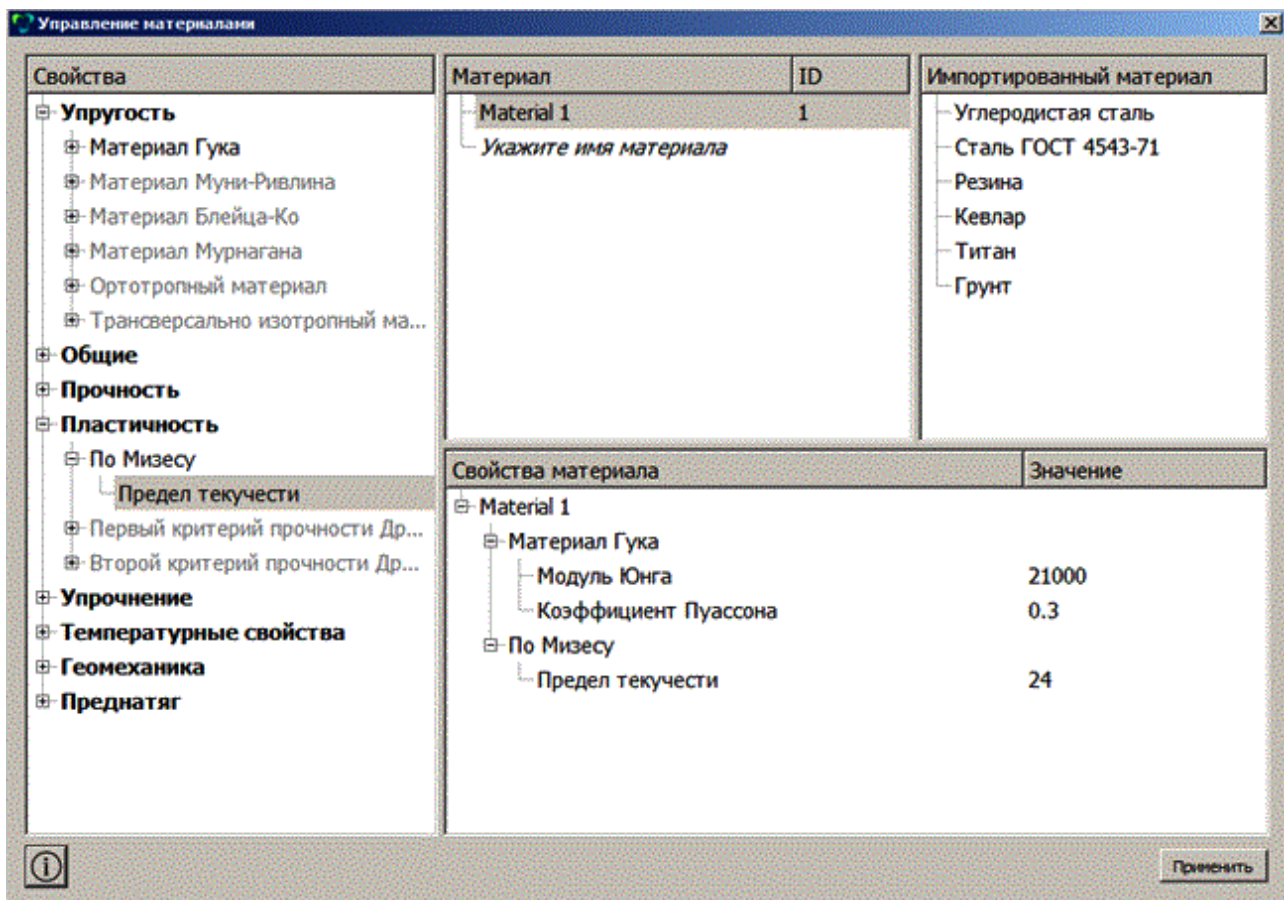 Управление материалами
Свойства
Упругость
Материал Гука
Материал Муни-Ривлина
Материал Блейца-Ко
Материал Мурнагана
Ортотропный материал
Трансверсально изотропный ма...
Общие
Прочность
Пластичность
По Мизесу
Предел текучести
Первый критерий прочности Др...
Второй критерий прочности Др...
Упрочнение
Температурные свойства
Геомеханика
Преднатяг
Материал ID
Material 1 1
Укажите имя материала
Импортированный материал
Углеродистая сталь
Сталь ГОСТ 4543-71
Резина
Кевлар
Титан
Грунт
Свойства материала Значение
Material 1
Материал Гука
Модуль Юнга 21000
Коэффициент Пуассона 0.3
По Мизесу
Предел текучести 24
Применить